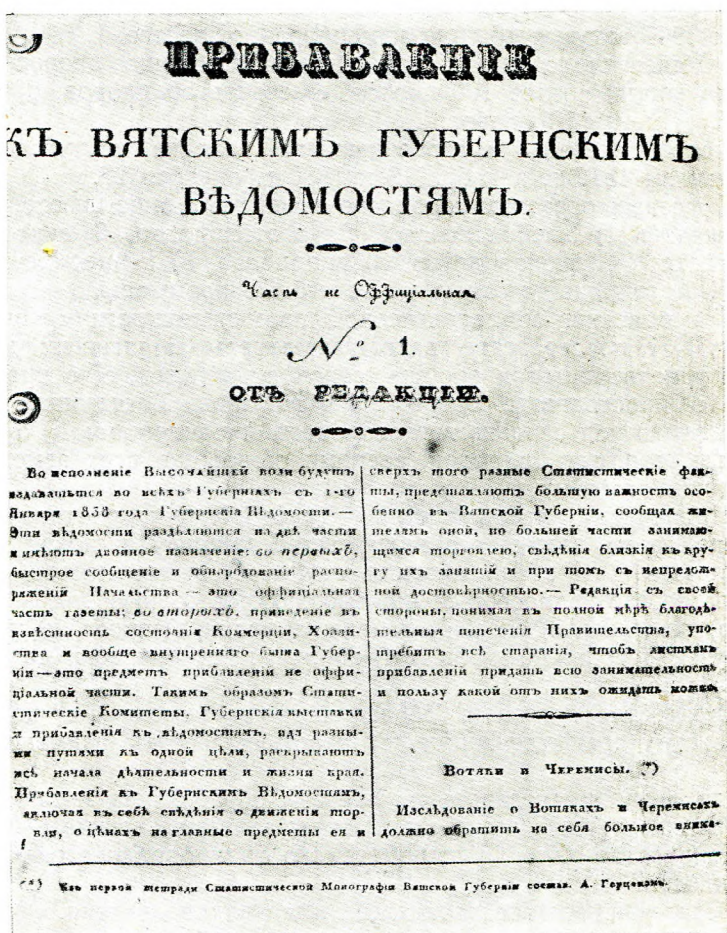 ПРИБАВЛЕНІЕ
КЪ ВЯТСКИМЪ ГУБЕРНСКИМЪ
ВѢДОМОСТЯМЪ.
Часть не Оффиціальная
№ 1.
ОТЪ РЕДАКЦІИ.
Во исполненіе Высочайшей воли будутъ
издаваться во всѣхъ Губерніяхъ съ 1-го
Января 1838 года Губернскія Вѣдомости.—
Эти вѣдомости раздѣляются на двѣ части
и имѣютъ двойное назначеніе: во первыхъ,
быстрое сообщеніе и обнародованіе распо-
ряженій Начальства — это оффиціальная
часть газеты; во вторыхъ, приведеніе въ
извѣстность состоянія Коммерціи, Хозяй-
ства и вообще внутренняго быта Губер-
ніи—это предметъ прибавленій не оффи-
ціальной части. Такимъ образомъ Стати-
стическіе Комитеты, Губернскія выставки
и прибавленія къ вѣдомостямъ, идя разны-
ми путями къ одной цѣли, раскрываютъ
всѣ начала дѣятельности и жизни края.
Прибавленія къ Губернскимъ Вѣдомостямъ,
включая въ себѣ свѣденія о движеніи тор-
вли, о цѣнахъ на главные предметы ея и
сверхъ того разные Статистическіе фак-
ты, представляютъ большую важность осо-
бенно въ Вятской Губерніи, сообщая жи-
телямъ оной, по большей части занимаю-
щимся торговлею, свѣдѣнія близкія къ кру-
гу ихъ занятій и при томъ съ непредлож-
ной достовѣрностью.— Редакція съ своей
стороны, понимая въ полной мѣрѣ благодѣ-
тельныя попеченія Правительства, упо-
требитъ всѣ старанія, чтобъ листкамъ
прибавленій придать всю занимательность
и пользу какой отъ нихъ ожидать можно
Вотяки и Черемисы. (*)
Изслѣдованіе о Вотякахъ и Черемисахъ
должно обратить на себя большое внима-
(*) Изъ первой тетради Статистической Монографіи Вятской Губерніи состав. А. Герценомъ.